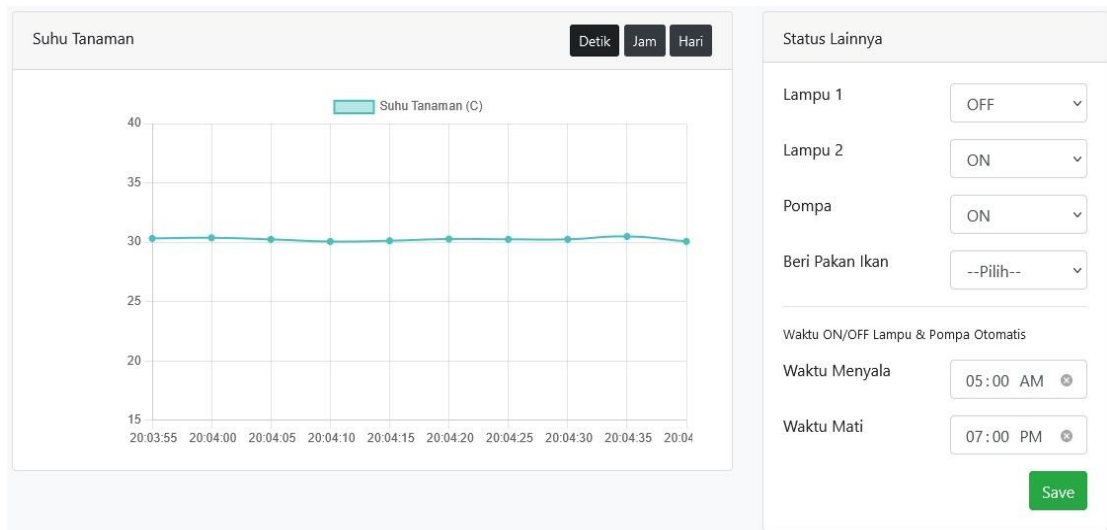 Suhu Tanaman
Detik
Jam
Hari
Suhu Tanaman (C)
40
35
30
25
20
15
20:03:55 20:04:00 20:04:05 20:04:10 20:04:15 20:04:20 20:04:25 20:04:30 20:04:35 20:04
Status Lainnya
Lampu 1
OFF
Lampu 2
ON
Pompa
ON
Beri Pakan Ikan
--Pilih--
Waktu ON/OFF Lampu & Pompa Otomatis
Waktu Menyala
05:00 AM
Waktu Mati
07:00 PM
Save